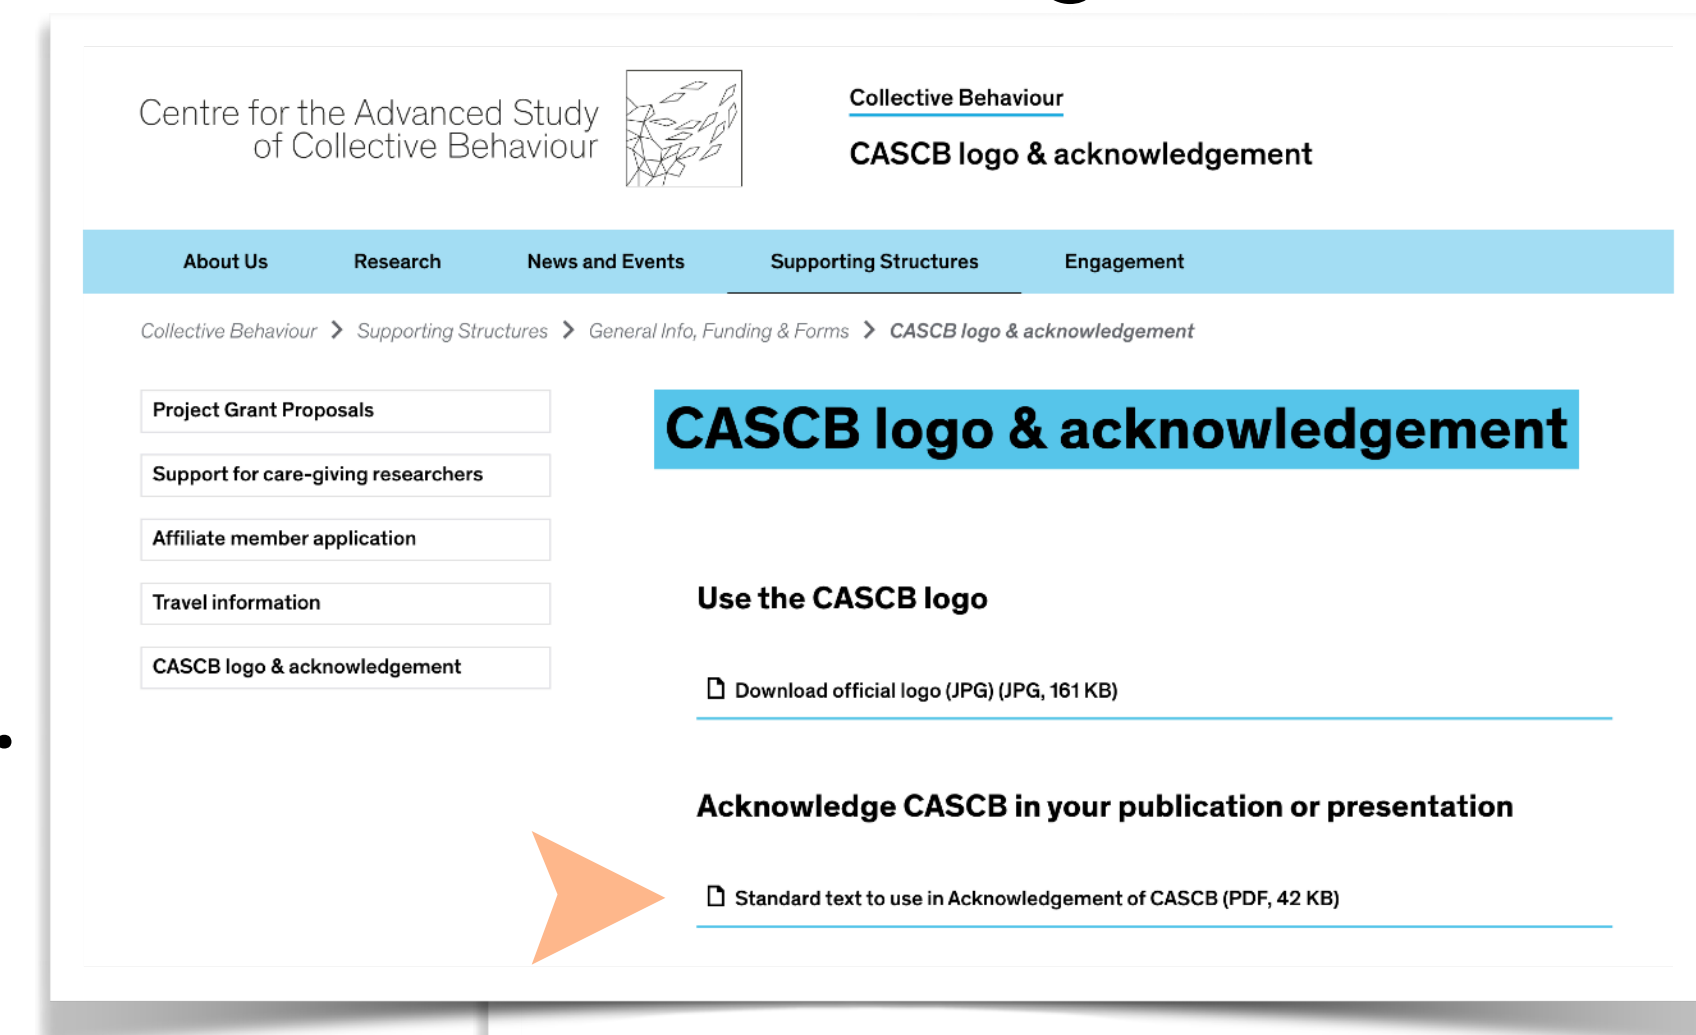 Centre for the Advanced Study
of Collective Behaviour
Collective Behaviour
CASCB logo & acknowledgement
About Us Research News and Events Supporting Structures Engagement
Collective Behaviour > Supporting Structures > General Info, Funding & Forms > CASCB logo & acknowledgement
Project Grant Proposals
Support for care-giving researchers
Affiliate member application
Travel information
CASCB logo & acknowledgement
CASCB logo & acknowledgement
Use the CASCB logo
Download official logo (JPG) (JPG, 161 KB)
Acknowledge CASCB in your publication or presentation
Standard text to use in Acknowledgement of CASCB (PDF, 42 KB)